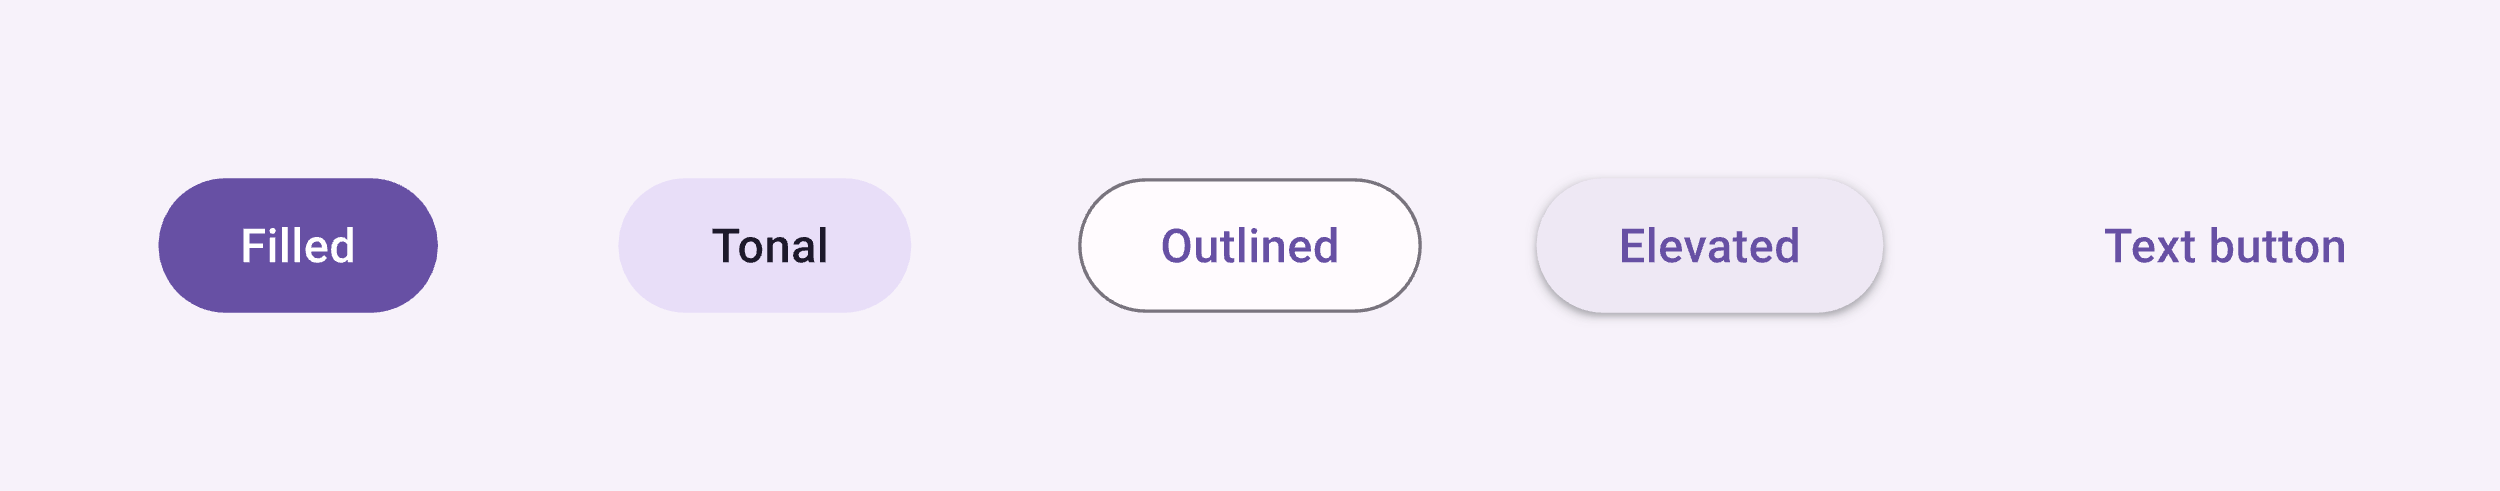 Filled
Tonal
Outlined
Elevated
Text button